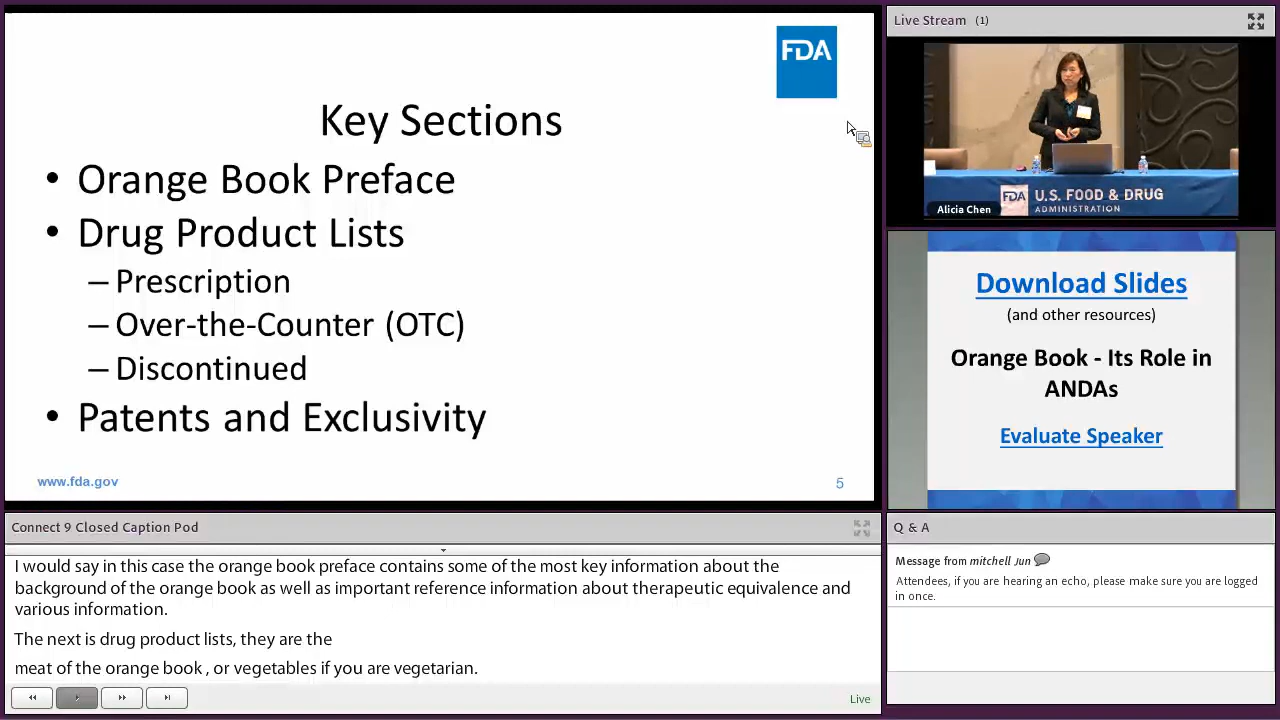 FDA
Key Sections
• Orange Book Preface
• Drug Product Lists
– Prescription
– Over-the-Counter (OTC)
– Discontinued
• Patents and Exclusivity
www.fda.gov
5
Live Stream (1)
Alicia Chen
FDA
U.S. FOOD & DRUG
ADMINISTRATION
Download Slides
(and other resources)
Orange Book - Its Role in
ANDAs
Evaluate Speaker
Connect 9 Closed Caption Pod
I would say in this case the orange book preface contains some of the most key information about the
background of the orange book as well as important reference information about therapeutic equivalence and
various information.
The next is drug product lists, they are the
meat of the orange book , or vegetables if you are vegetarian.
Live
Q & A
Message from mitchell Jun
Attendees, if you are hearing an echo, please make sure you are logged
in once.